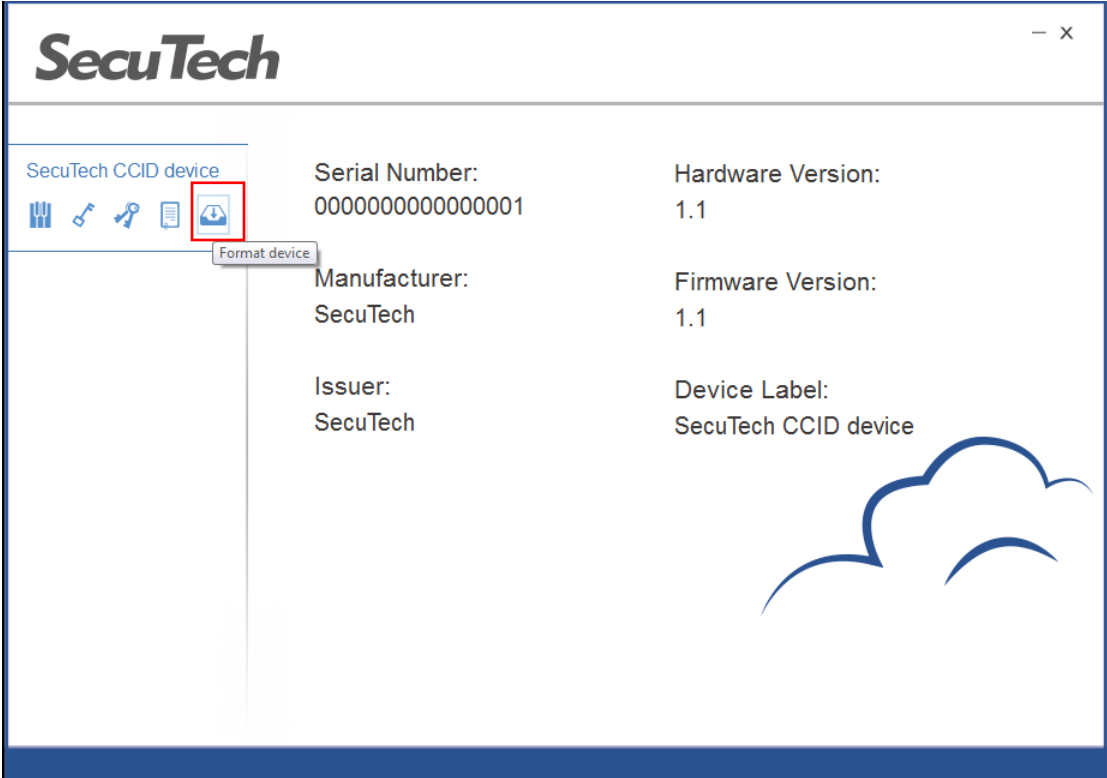 SecuTech
SecuTech CCID device
Format device
Serial Number:
0000000000000001
Hardware Version:
1.1
Manufacturer:
SecuTech
Firmware Version:
1.1
Issuer:
SecuTech
Device Label:
SecuTech CCID device